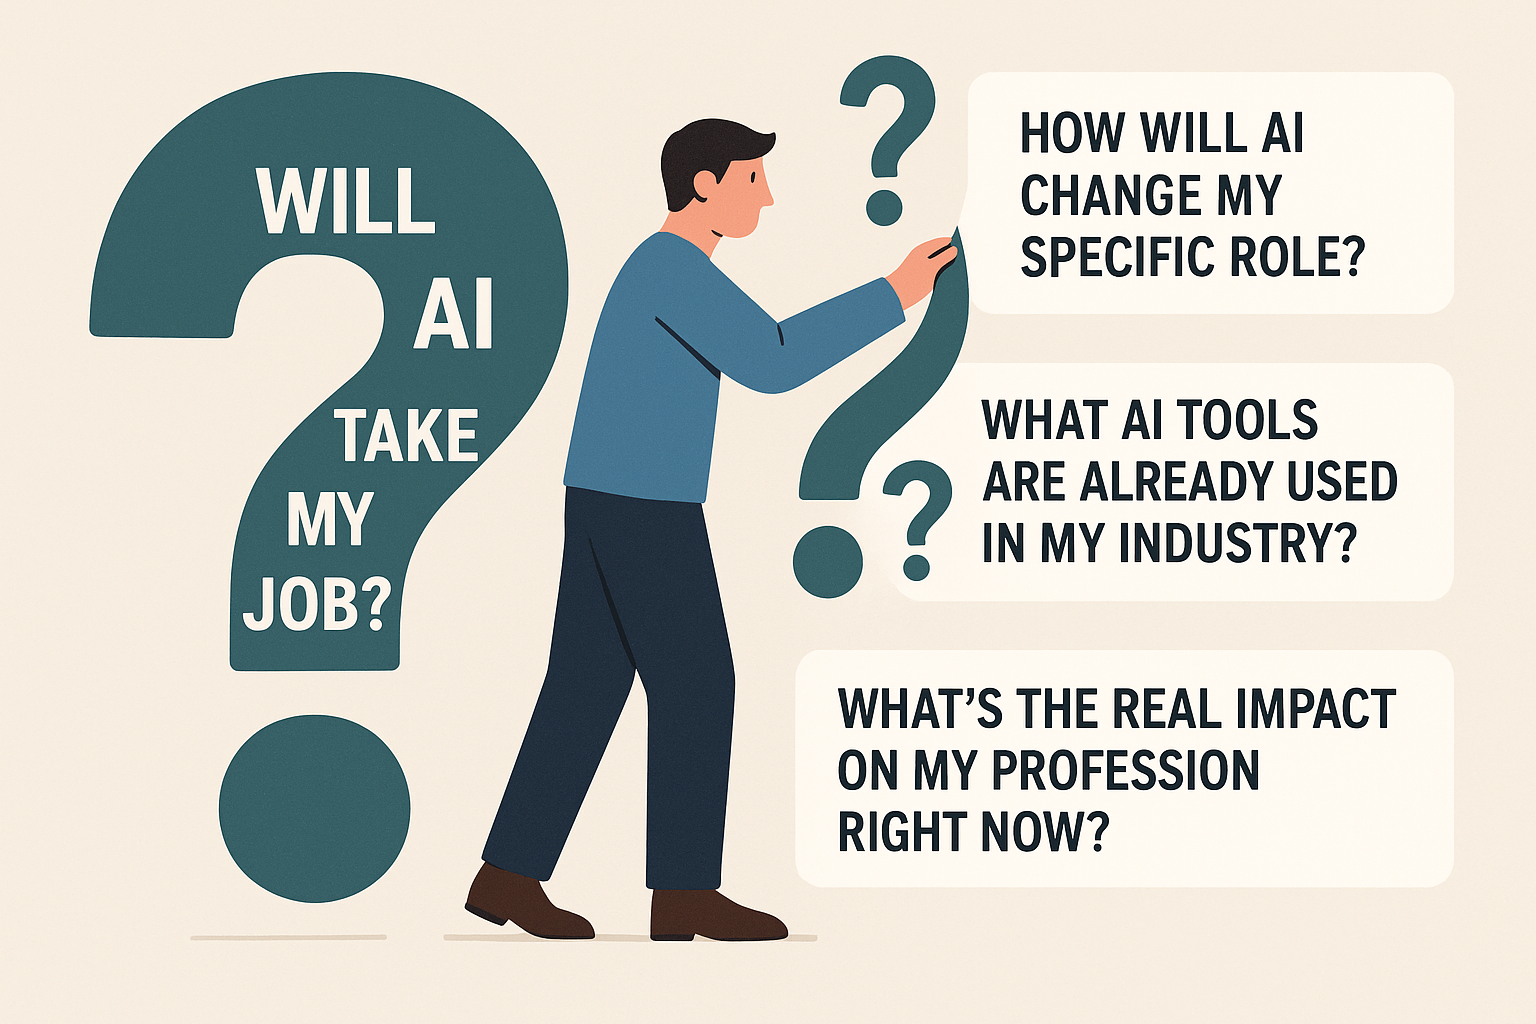 WILL
AI
TAKE
MY
JOB?
HOW WILL AI
CHANGE MY
SPECIFIC ROLE?
WHAT AI TOOLS
ARE ALREADY USED
IN MY INDUSTRY?
WHAT’S THE REAL IMPACT
ON MY PROFESSION
RIGHT NOW?